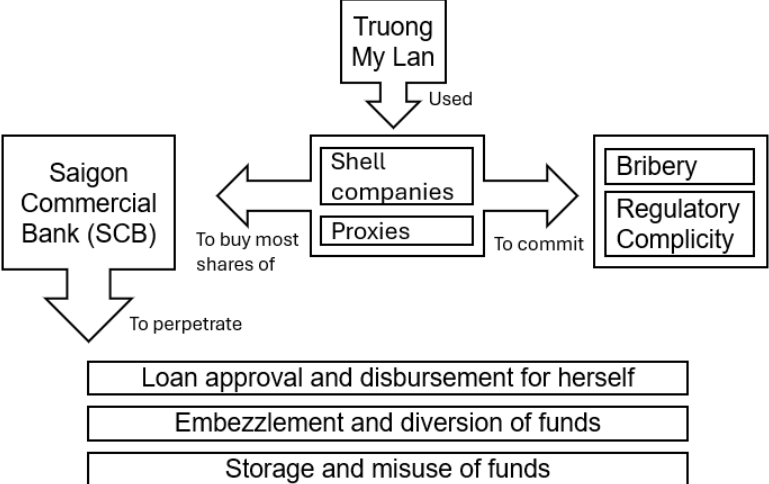 Truong
My Lan
Used
Saigon
Commercial
Bank (SCB)
To buy most
shares of
Shell
companies
Proxies
To commit
Bribery
Regulatory
Complicity
To perpetrate
Loan approval and disbursement for herself
Embezzlement and diversion of funds
Storage and misuse of funds